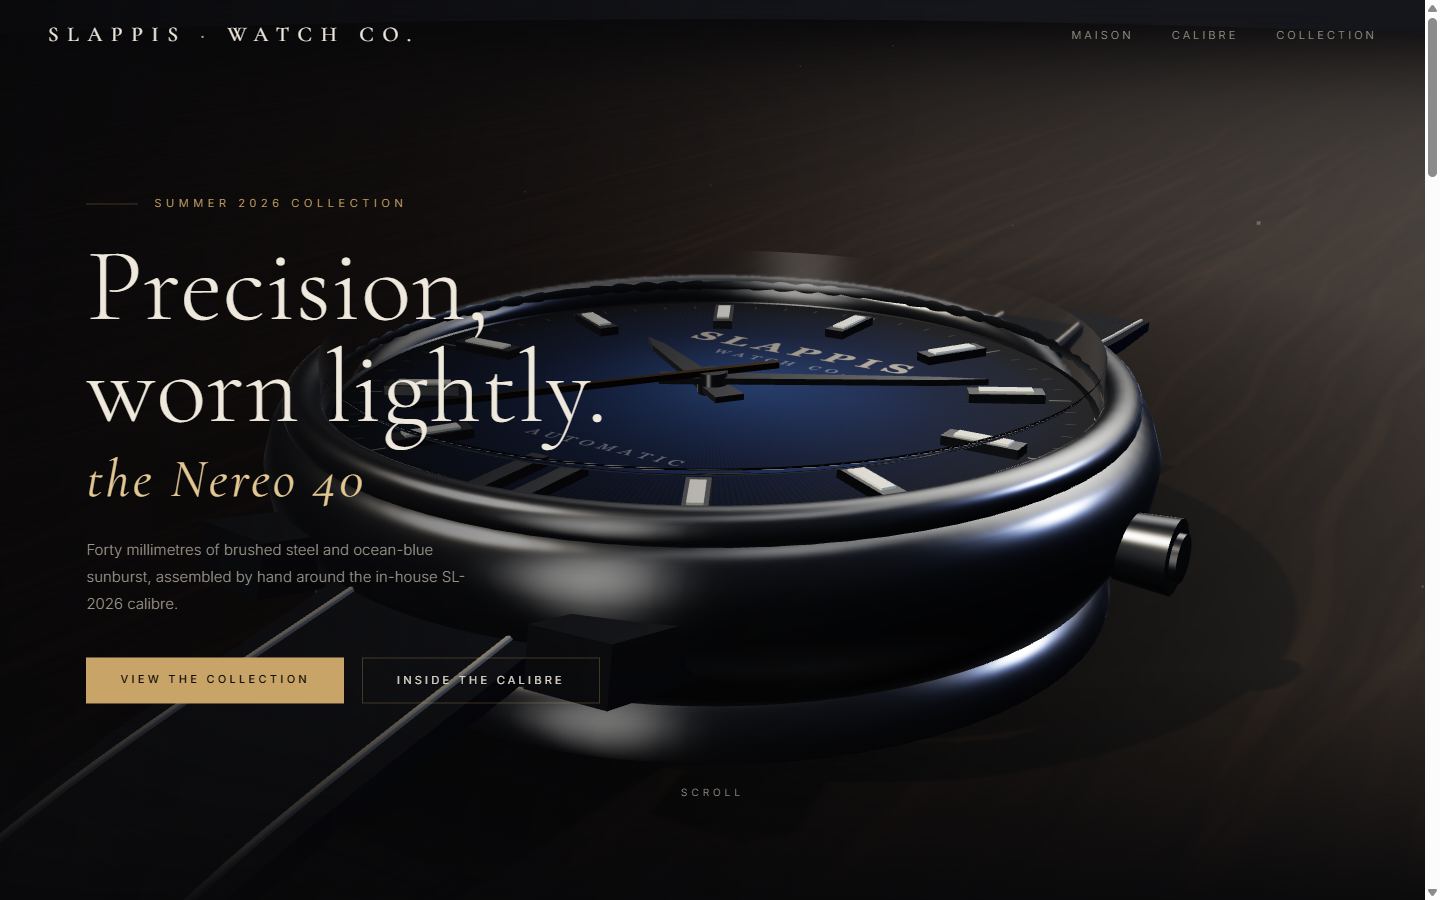 SLAPPIS · WATCH CO.
MAISON CALIBRE COLLECTION
SUMMER 2026 COLLECTION
Precision,
worn lightly.
the Nereo 40
SLAPPIS
WATCH CO
AUTOMATIC
Forty millimetres of brushed steel and ocean-blue
sunburst, assembled by hand around the in-house SL-
2026 calibre.
VIEW THE COLLECTION
INSIDE THE CALIBRE
SCROLL